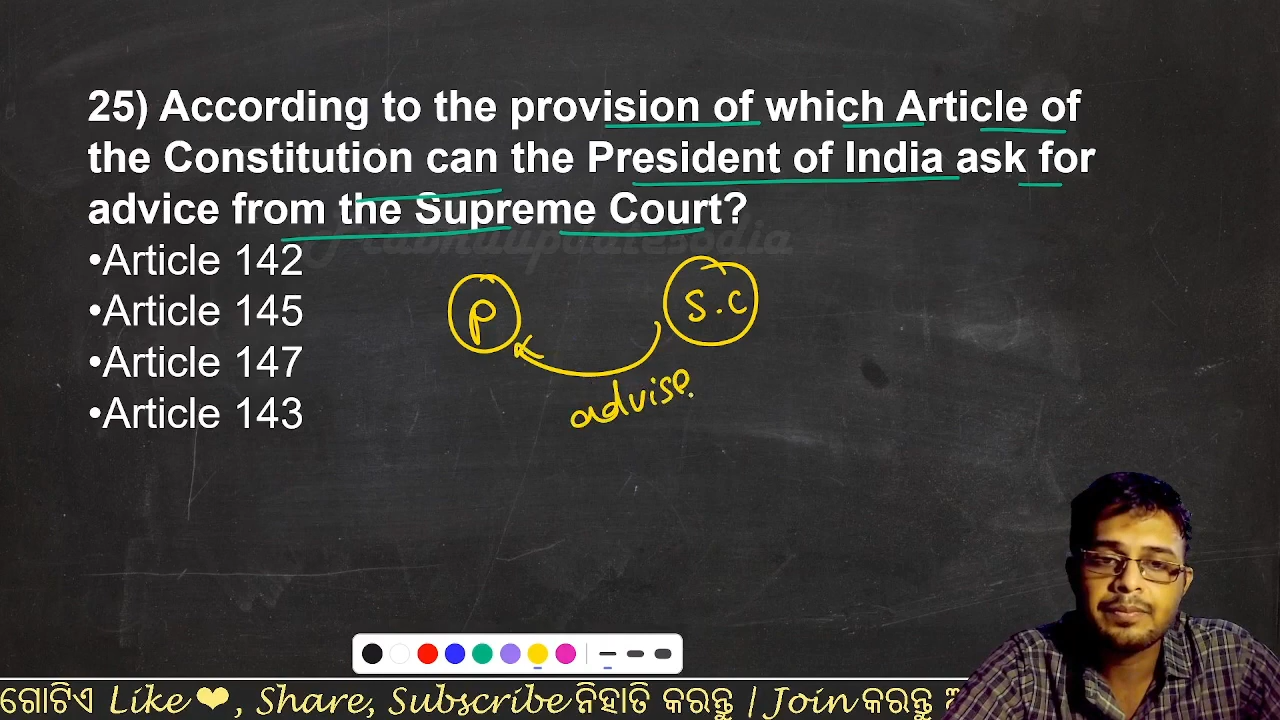 25) According to the provision of which Article of
the Constitution can the President of India ask for
advice from the Supreme Court?
Prabhuupdatesodia
•Article 142
•Article 145
•Article 147
•Article 143
P
S.C
advise.
ଗୋଟିଏ Like ❤, Share, Subscribe ନିହାତି କରନ୍ତୁ | Join କରନ୍ତୁ